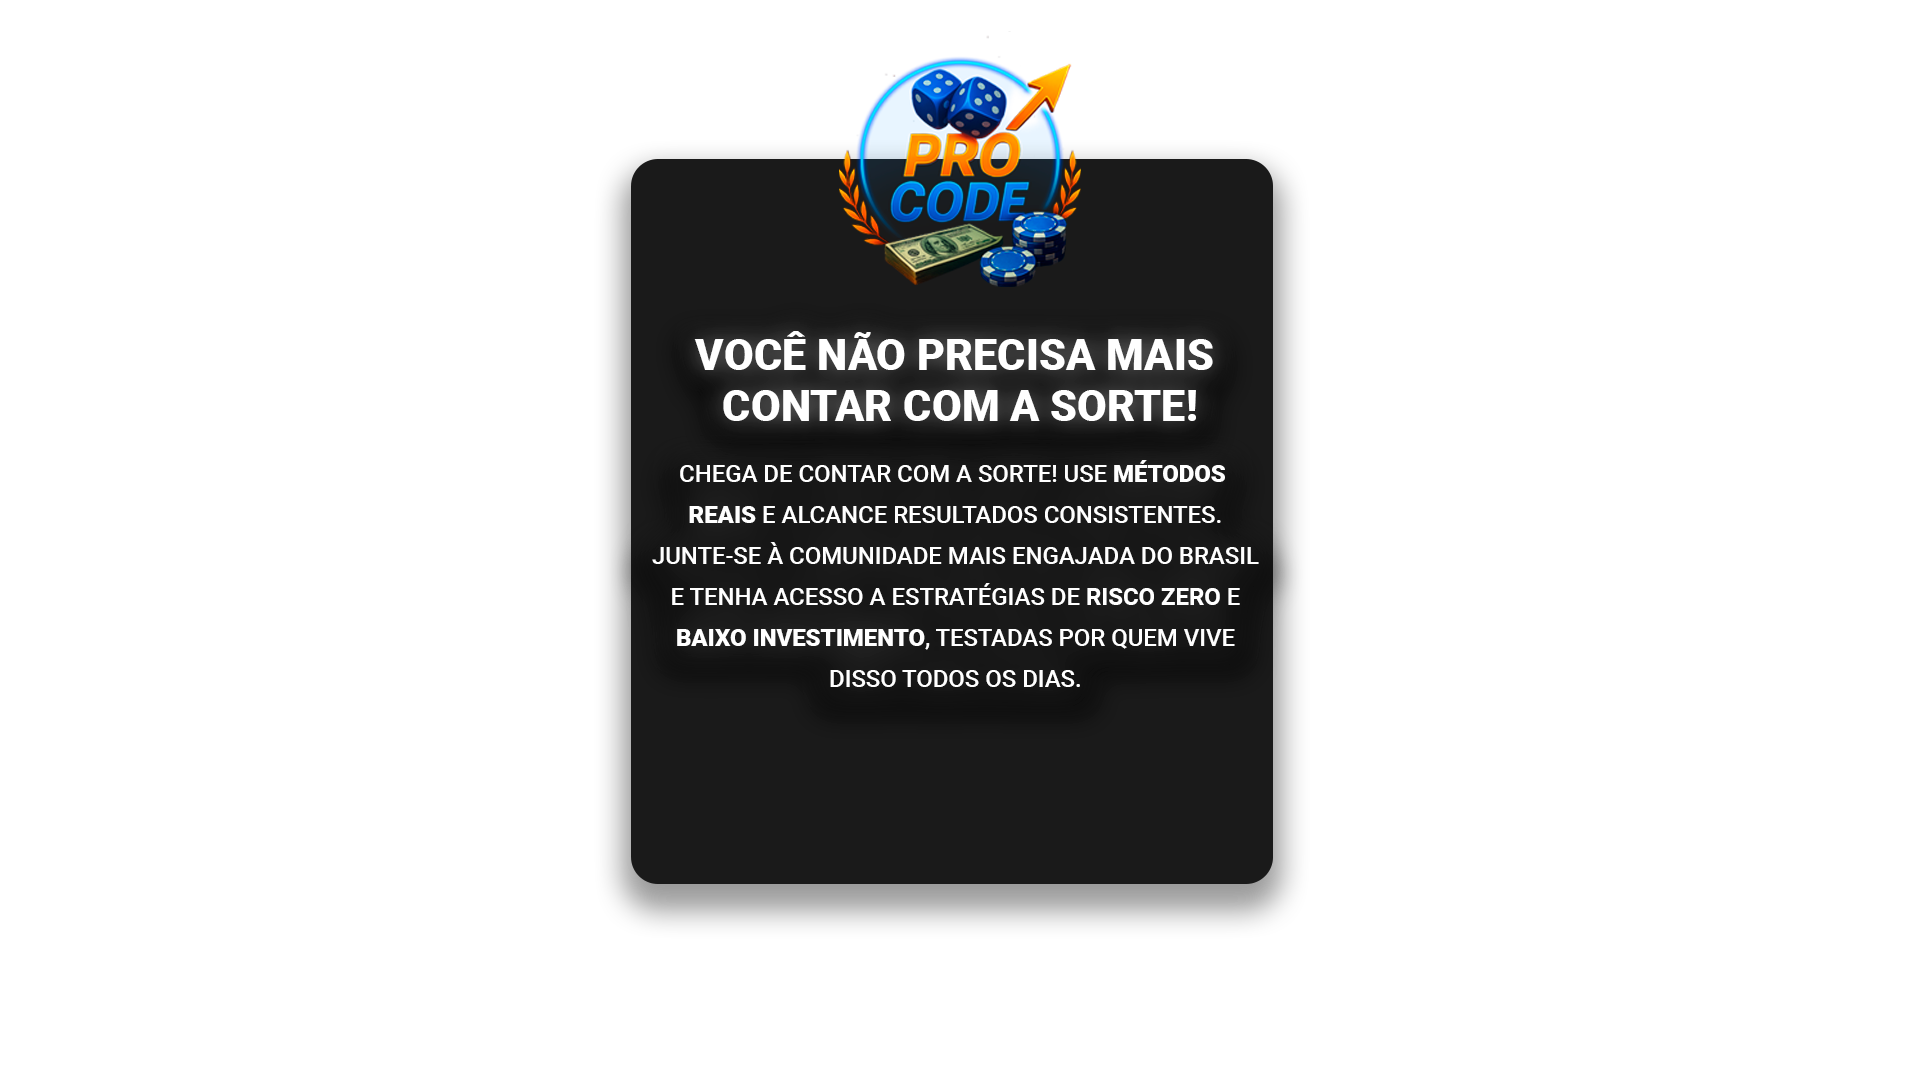 PRO
CODE
VOCÊ NÃO PRECISA MAIS
CONTAR COM A SORTE!
CHEGA DE CONTAR COM A SORTE! USE MÉTODOS
REAIS E ALCANCE RESULTADOS CONSISTENTES.
JUNTE-SE À COMUNIDADE MAIS ENGAJADA DO BRASIL
E TENHA ACESSO A ESTRATÉGIAS DE RISCO ZERO E
BAIXO INVESTIMENTO, TESTADAS POR QUEM VIVE
DISSO TODOS OS DIAS.